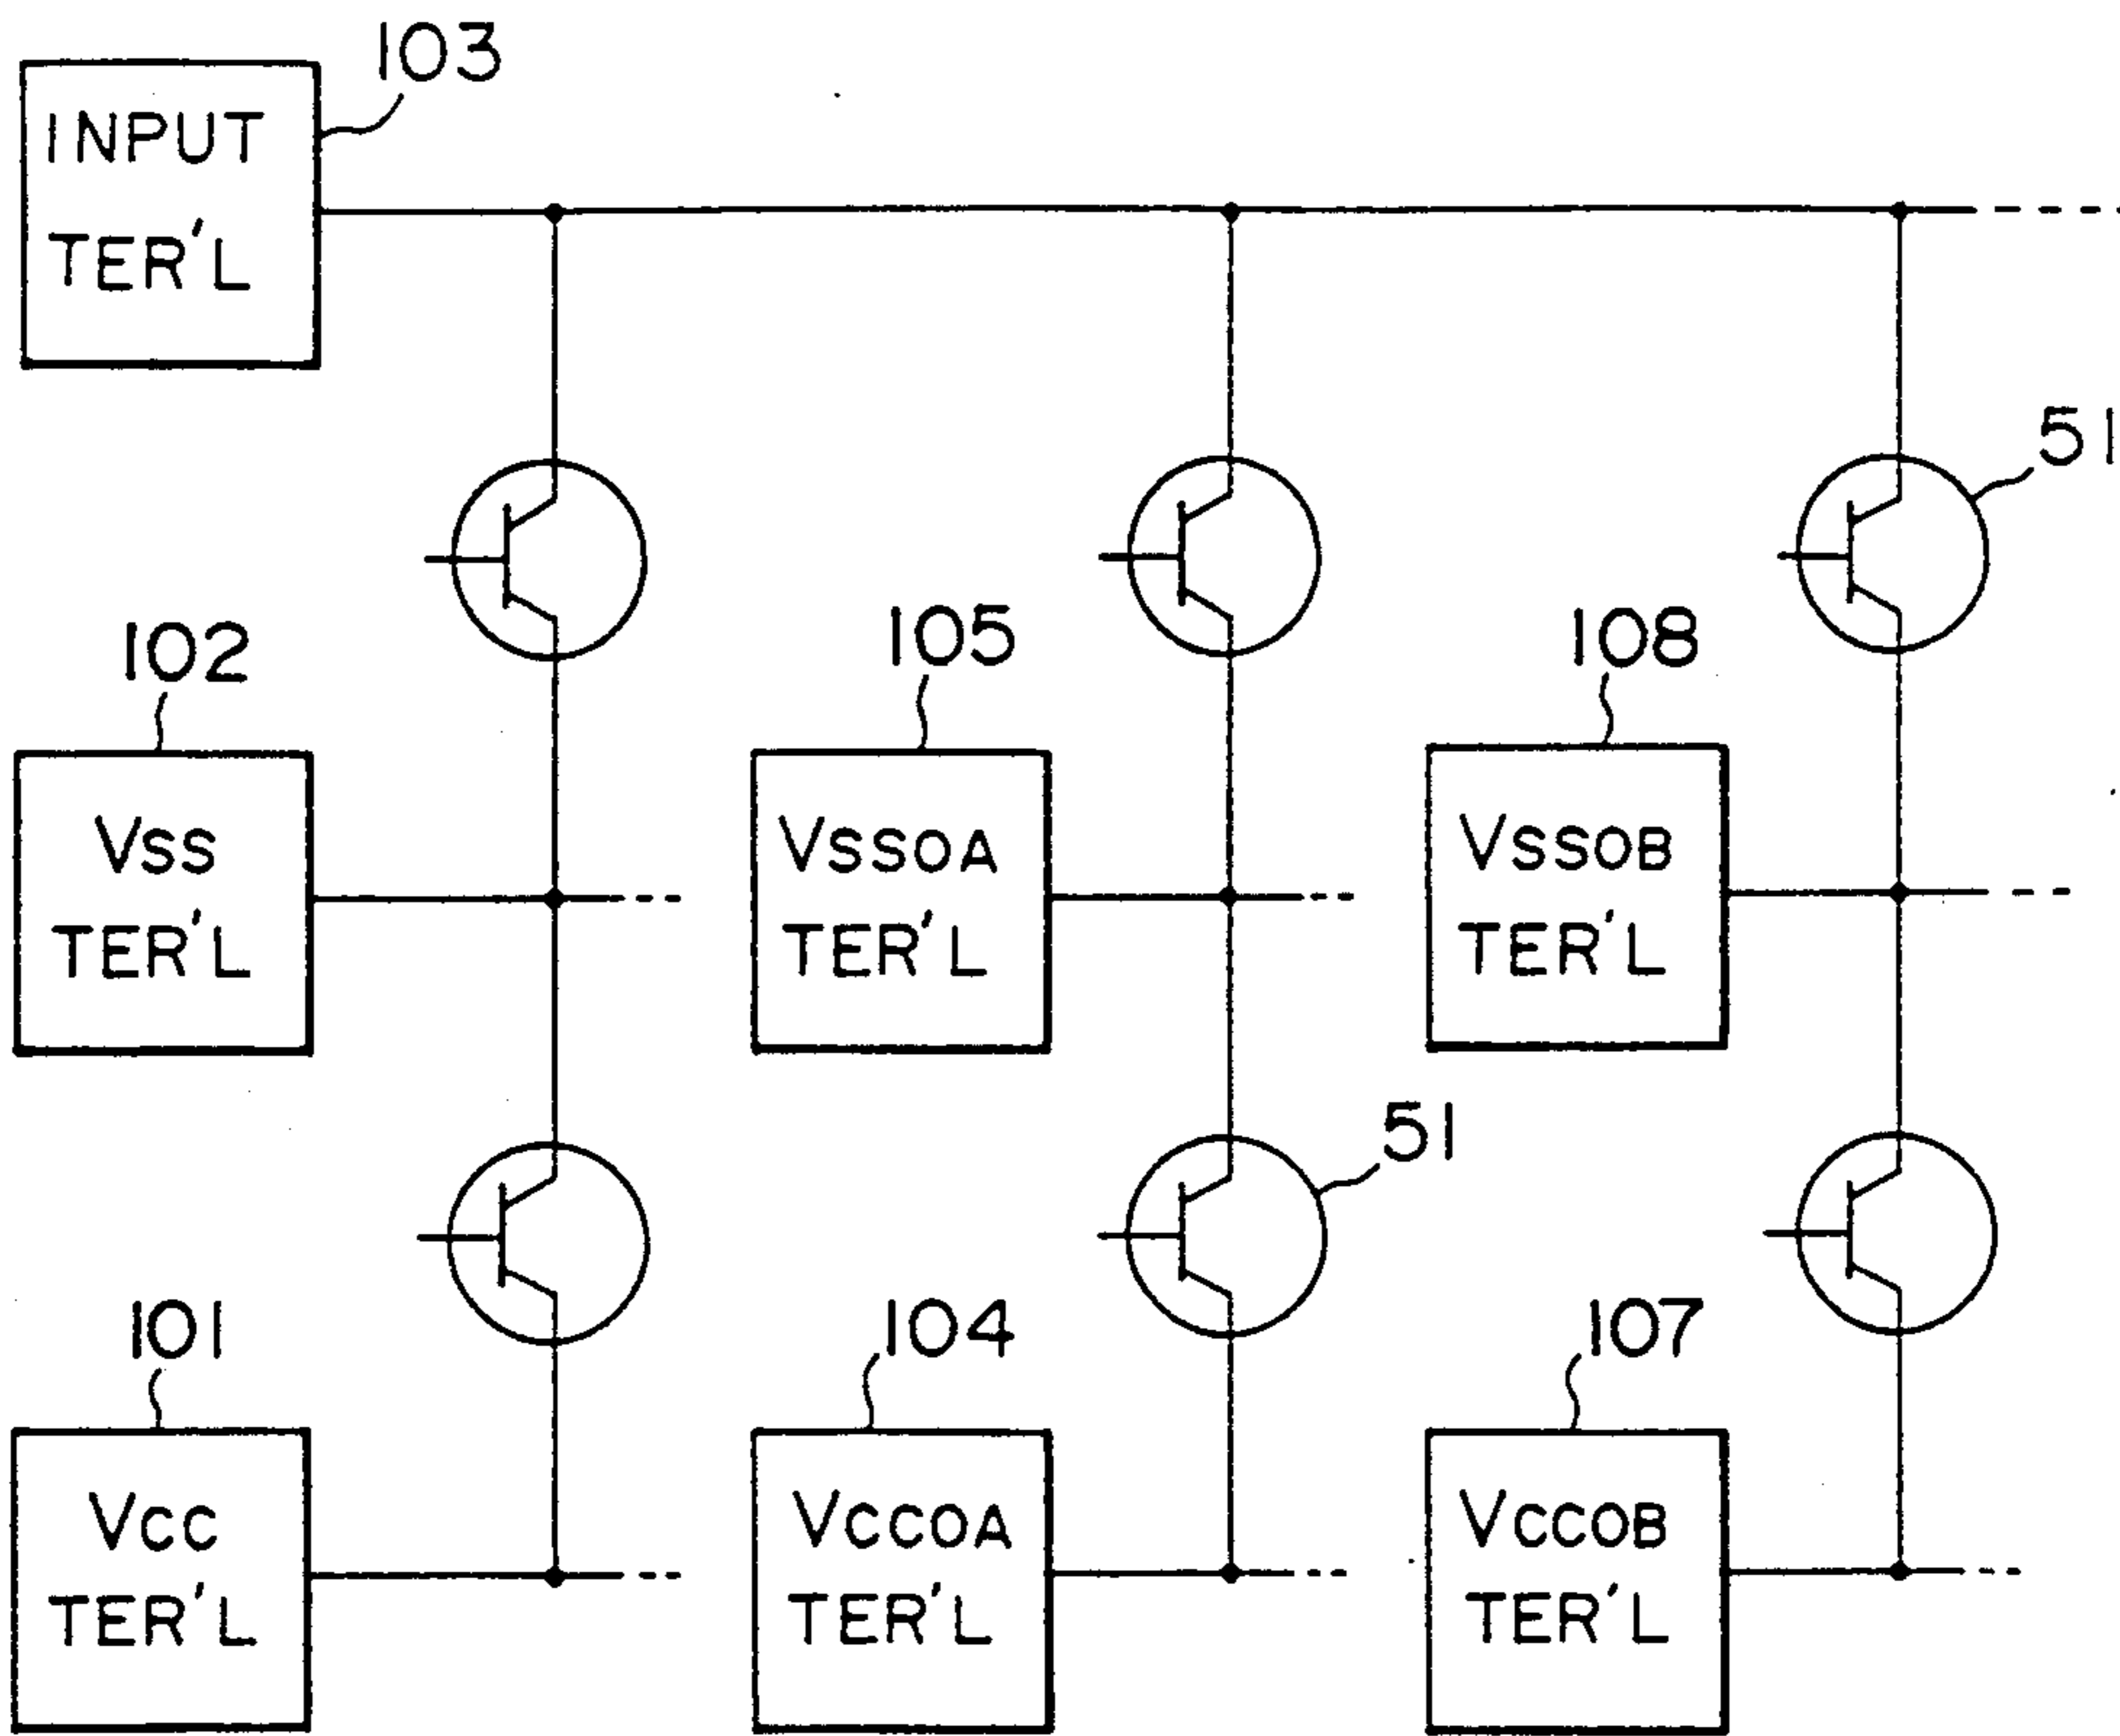 103
INPUT
TER'L
51
102
105
108
VSS
TER'L
VSSOA
TER'L
VSSOB
TER'L
51
101
104
107
VCC
TER'L
VCCOA
TER'L
VCCOB
TER'L